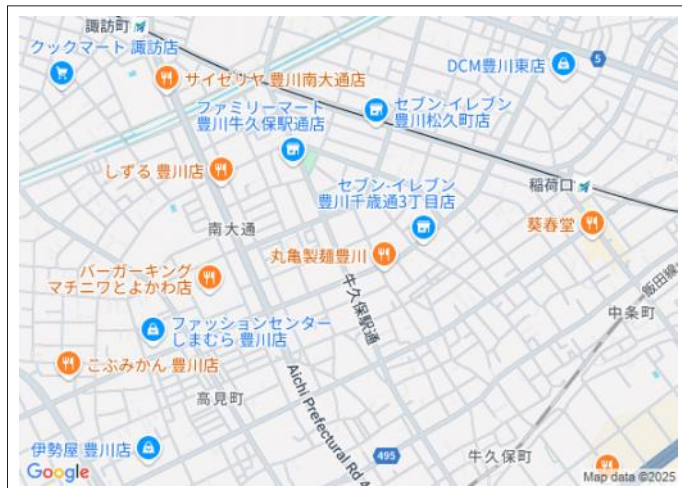 諏訪町
クックマート 諏訪店
サイゼリヤ 豊川南大通店
DCM豊川東店
5
ファミリーマート
豊川牛久保駅通店
セブン-イレブン
豊川松久町店
しずる 豊川店
セブン-イレブン
豊川千歳通3丁目店
稲荷口
南大通
葵春堂
丸亀製麺豊川
バーガーキング
マチニワとよかわ店
牛久保駅通
飯田線
中条町
ファッションセンター
しまむら 豊川店
こぶみかん 豊川店
高見町
Aichi Prefectural Rd 4
伊勢屋 豊川店
495
牛久保町
Google
Map data ©2025